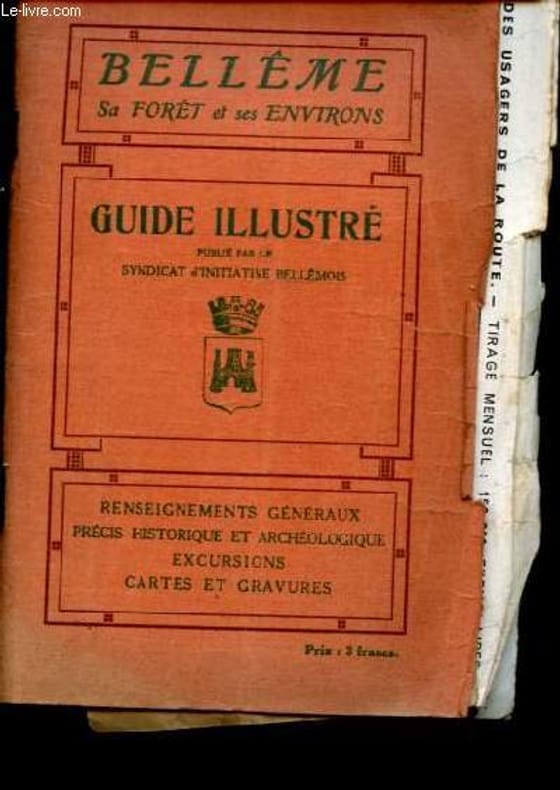 Le-livre.com
BELLÊME
Sa FORÊT et ses ENVIRONS
GUIDE ILLUSTRÉ
PUBLIÉ PAR LE
SYNDICAT d'INITIATIVE BELLÊMOIS
RENSEIGNEMENTS GÉNÉRAUX
PRÉCIS HISTORIQUE ET ARCHÉOLOGIQUE
EXCURSIONS
CARTES ET GRAVURES
Prix : 3 francs.
DES USAGERS DE LA ROUTE. — TIRAGE MENSUEL :